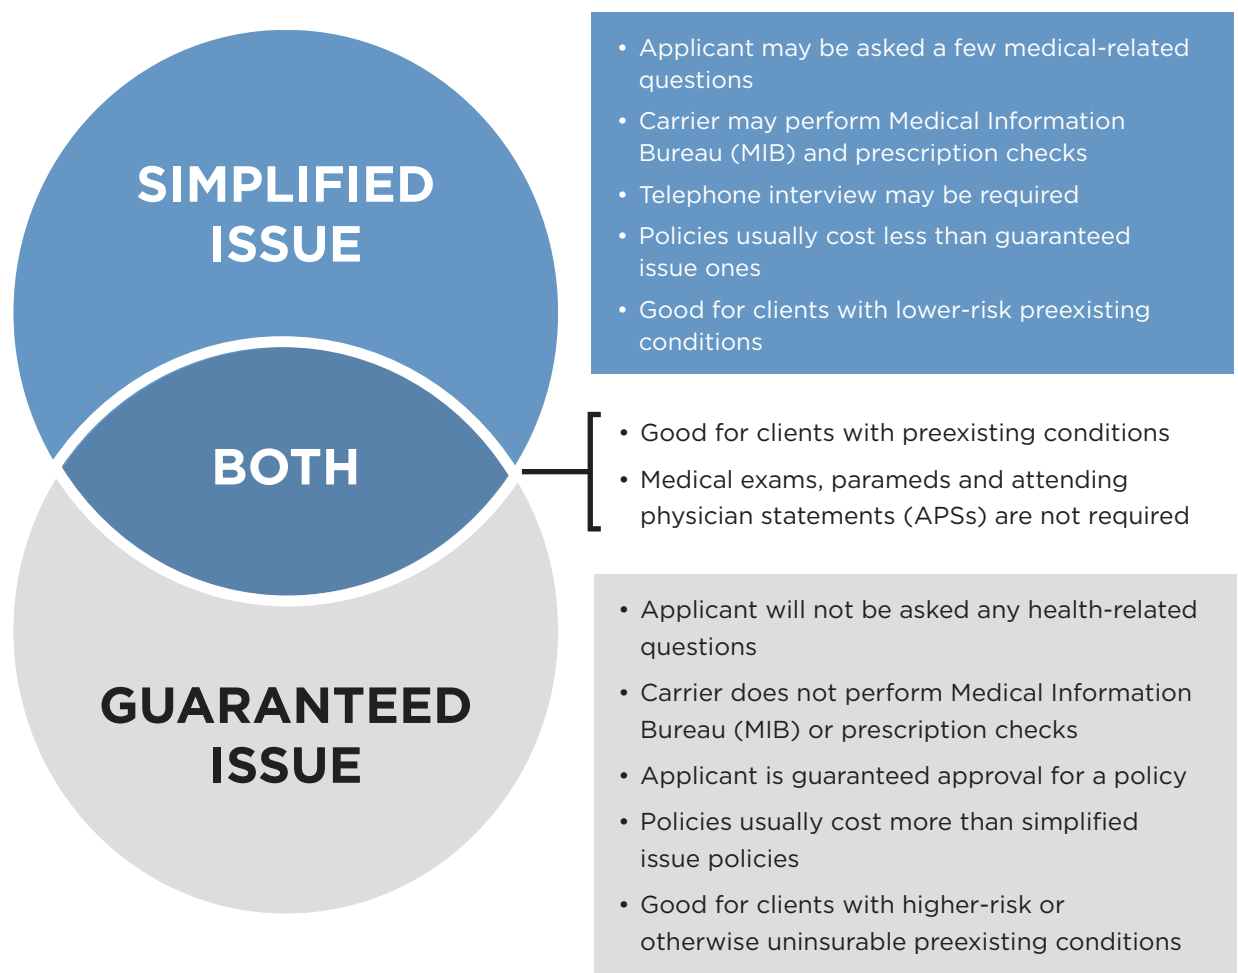 SIMPLIFIED
ISSUE
• Applicant may be asked a few medical-related
questions
• Carrier may perform Medical Information
Bureau (MIB) and prescription checks
• Telephone interview may be required
• Policies usually cost less than guaranteed
issue ones
• Good for clients with lower-risk preexisting
conditions
BOTH
• Good for clients with preexisting conditions
• Medical exams, parameds and attending
physician statements (APSs) are not required
GUARANTEED
ISSUE
• Applicant will not be asked any health-related
questions
• Carrier does not perform Medical Information
Bureau (MIB) or prescription checks
• Applicant is guaranteed approval for a policy
• Policies usually cost more than simplified
issue policies
• Good for clients with higher-risk or
otherwise uninsurable preexisting conditions